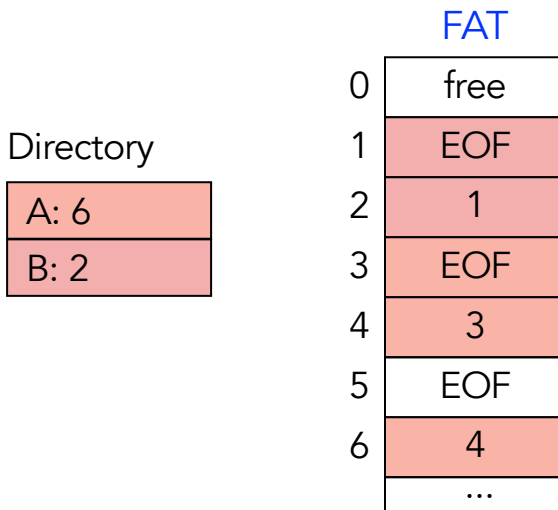 FAT
0 free
Directory
1 EOF
A: 6
2 1
B: 2
3 EOF
4 3
5 EOF
6 4
...